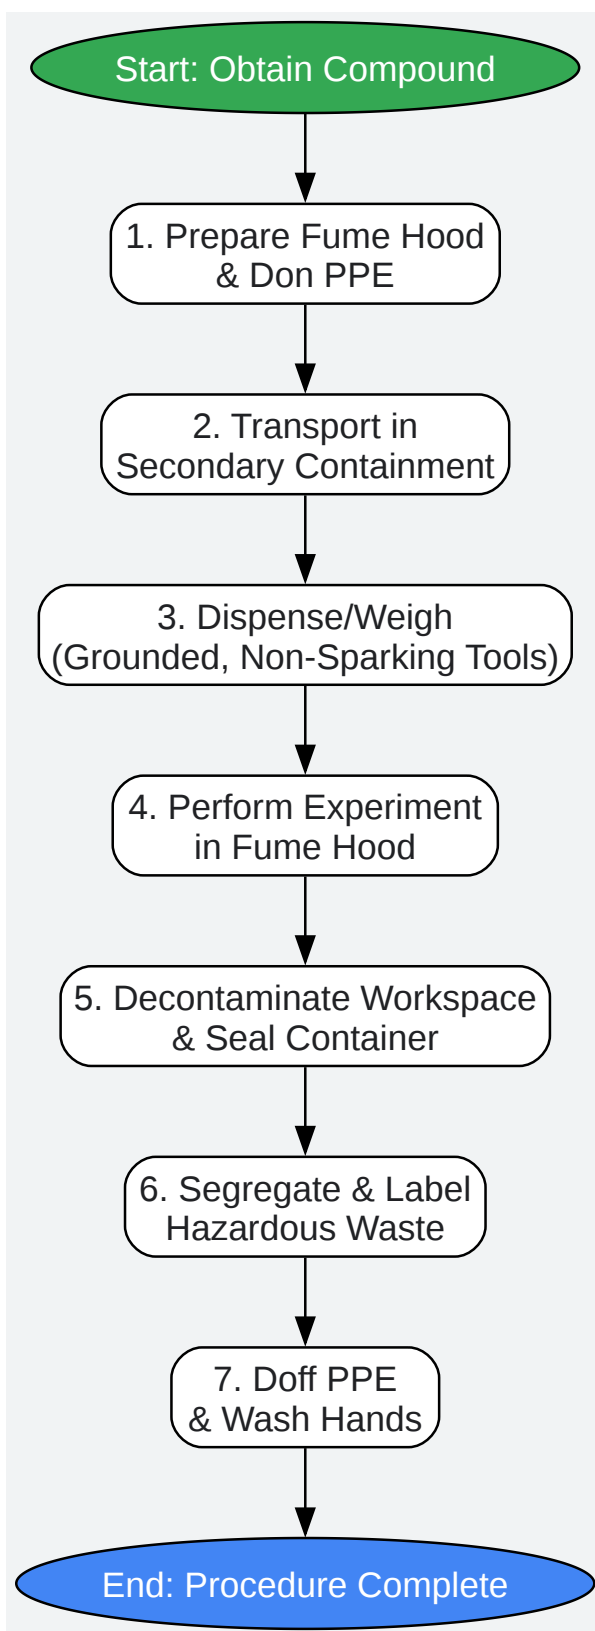 Start: Obtain Compound
1. Prepare Fume Hood
& Don PPE
2. Transport in
Secondary Containment
3. Dispense/Weigh
(Grounded, Non-Sparking Tools)
4. Perform Experiment
in Fume Hood
5. Decontaminate Workspace
& Seal Container
6. Segregate & Label
Hazardous Waste
7. Doff PPE
& Wash Hands
End: Procedure Complete